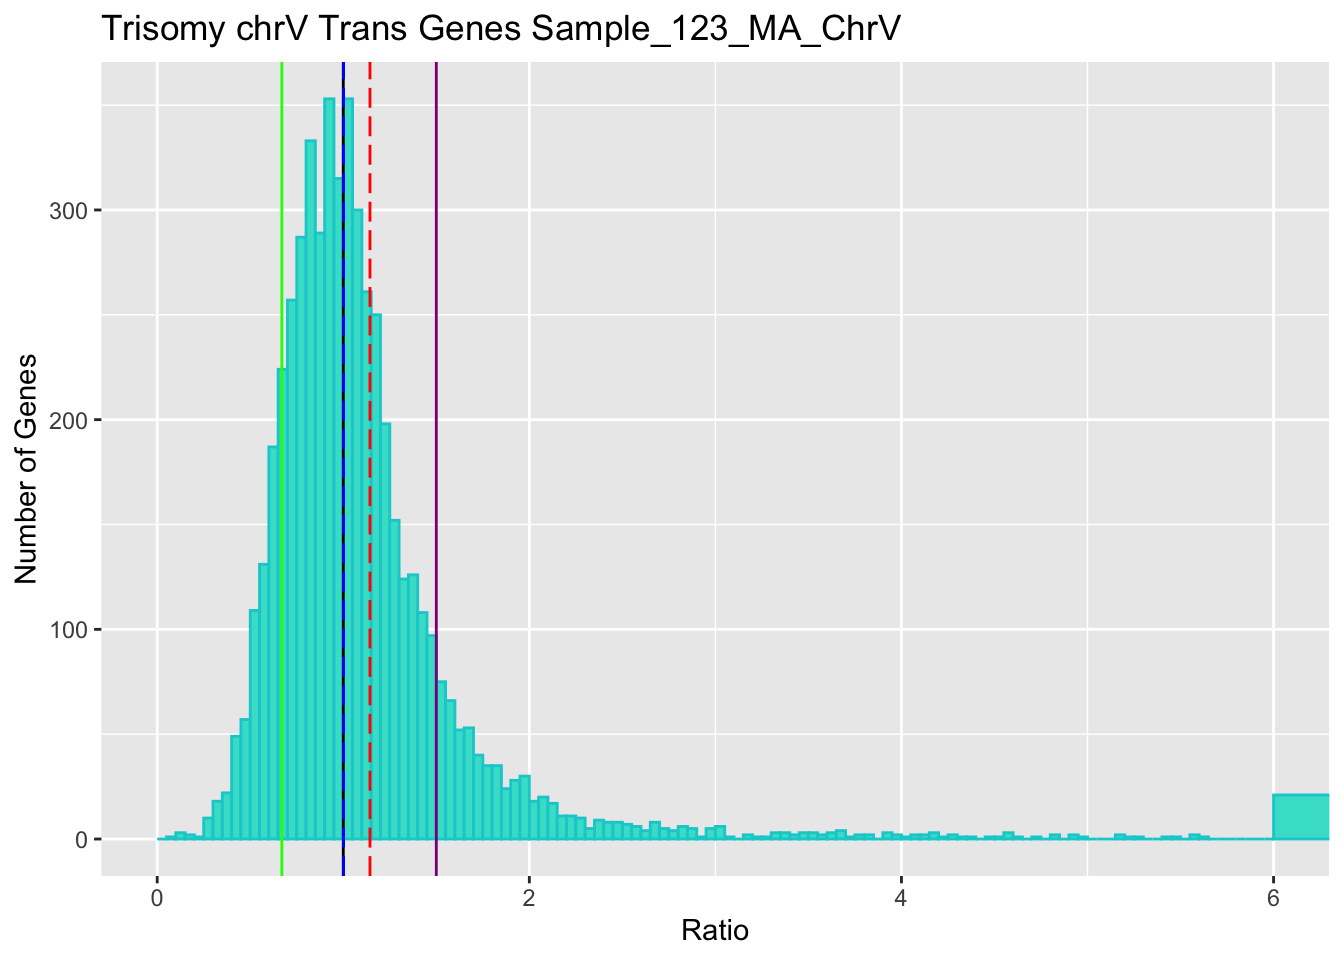 Trisomy chrV Trans Genes Sample_123_MA_ChrV
Number of Genes
300
200
100
0
0
2
4
6
Ratio